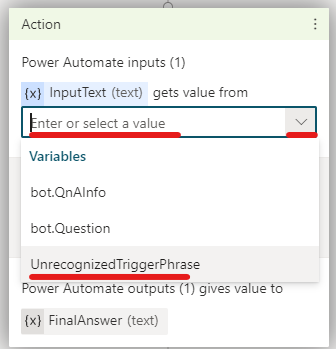 Action
Power Automate inputs (1)
{x} InputText (text) gets value from
Enter or select a value
Variables
bot.QnAInfo
bot.Question
UnrecognizedTriggerPhrase
Power Automate outputs (1) gives value to
{x} FinalAnswer (text)